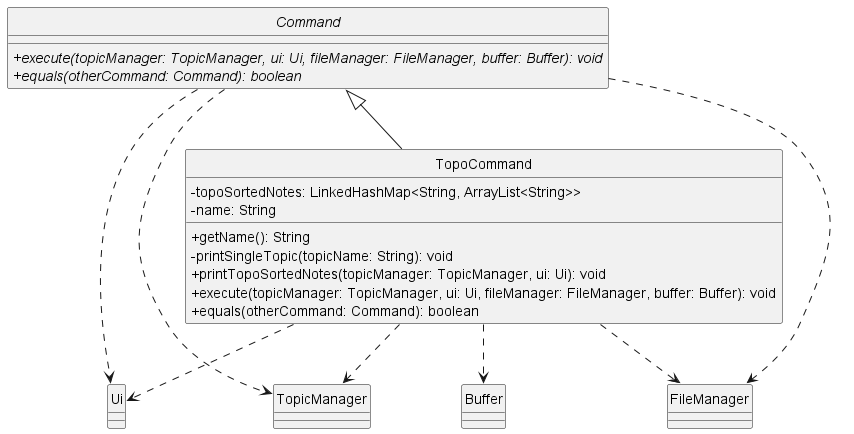 Command
+execute(topicManager: TopicManager, ui: Ui, fileManager: FileManager, buffer: Buffer): void
+equals(otherCommand: Command): boolean
TopoCommand
-topoSortedNotes: LinkedHashMap<String, ArrayList<String>>
-name: String
+getName(): String
-printSingleTopic(topicName: String): void
+printTopoSortedNotes(topicManager: TopicManager, ui: Ui): void
+execute(topicManager: TopicManager, ui: Ui, fileManager: FileManager, buffer: Buffer): void
+equals(otherCommand: Command): boolean
Ui
TopicManager
Buffer
FileManager